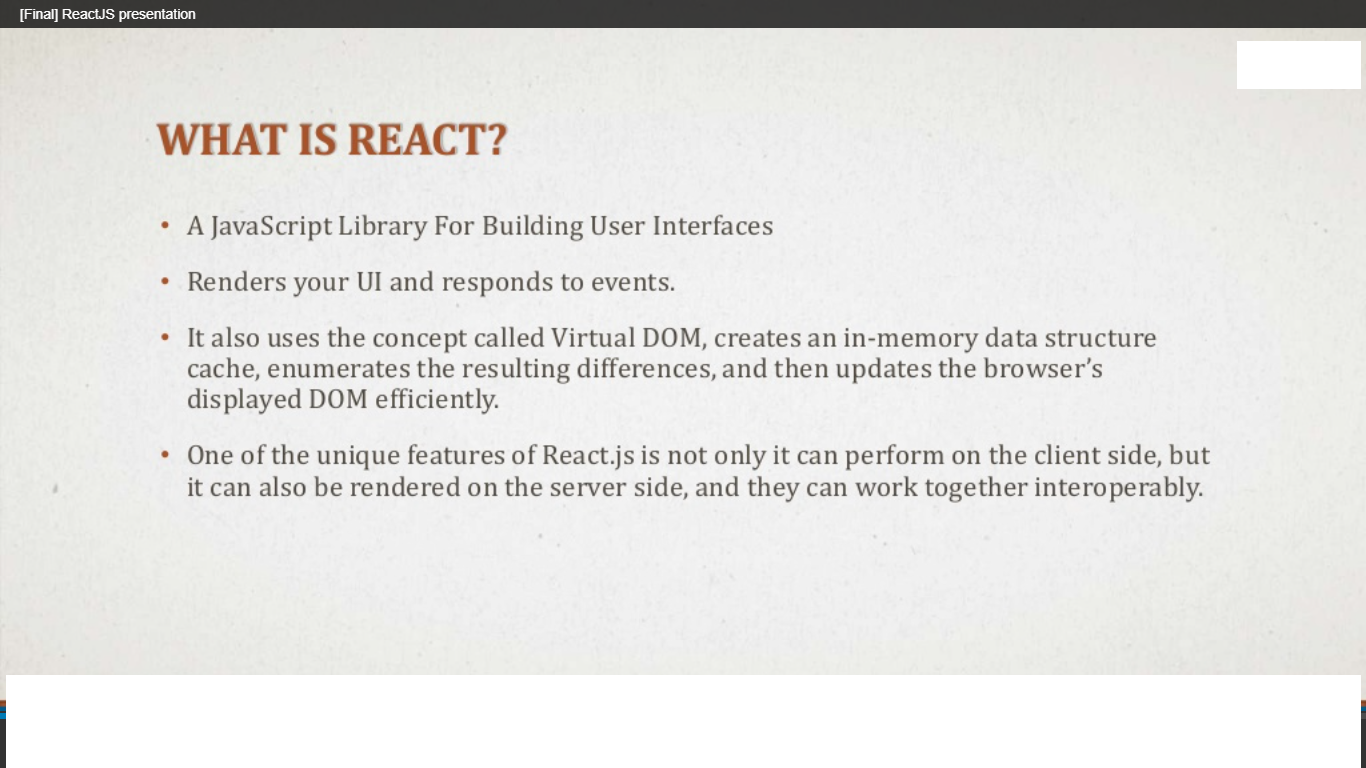 [Final] ReactJS presentation
WHAT IS REACT?
• A JavaScript Library For Building User Interfaces
• Renders your UI and responds to events.
• It also uses the concept called Virtual DOM, creates an in-memory data structure
cache, enumerates the resulting differences, and then updates the browser’s
displayed DOM efficiently.
• One of the unique features of React.js is not only it can perform on the client side, but
it can also be rendered on the server side, and they can work together interoperably.